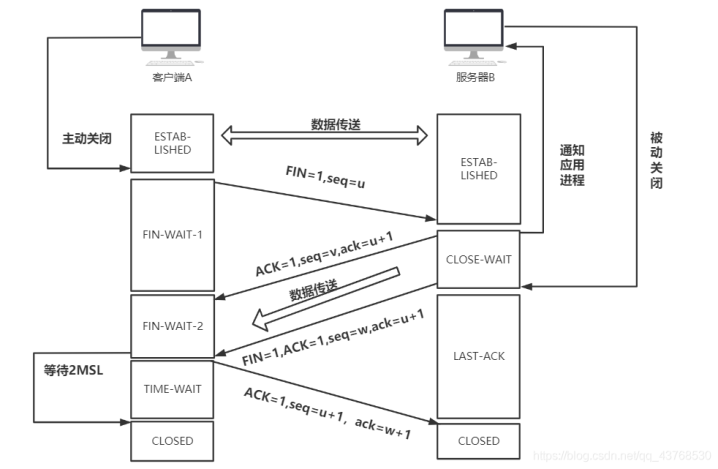 客户端A
服务器B
主动关闭
ESTAB-
LISHED
数据传送
ESTAB-
LISHED
通知
应用
进程
被
动
关
闭
FIN=1,seq=u
FIN-WAIT-1
ACK=1,seq=v,ack=u+1
CLOSE-WAIT
数据传送
FIN-WAIT-2
FIN=1,ACK=1,seq=w,ack=u+1
等待2MSL
LAST-ACK
TIME-WAIT
ACK=1,seq=u+1, ack=w+1
CLOSED
CLOSED
https://blog.csdn.net/qq_43768530